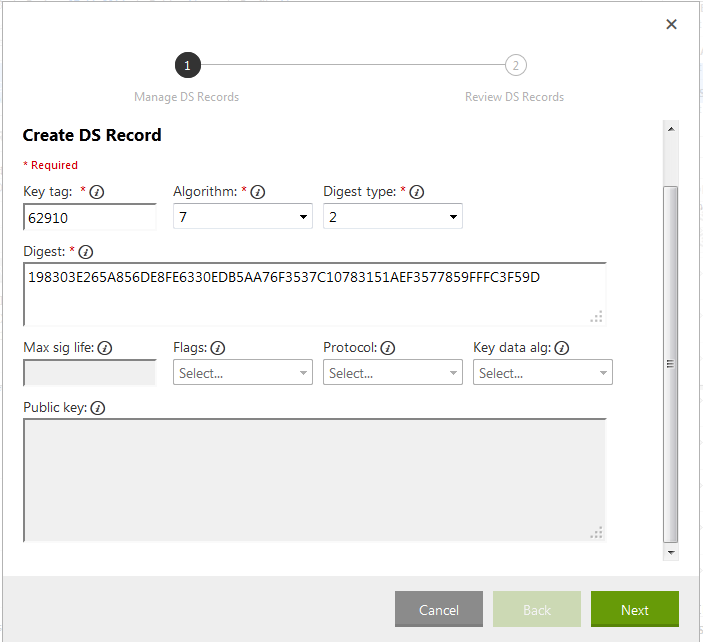 ×
1 2
Manage DS Records Review DS Records
Create DS Record
* Required
Key tag: * i Algorithm: * i Digest type: * i
62910 7 2
Digest: * i
198303E265A856DE8FE6330EDB5AA76F3537C10783151AEF3577859FFFC3F59D
Max sig life: i Flags: i Protocol: i Key data alg: i
Select... Select... Select...
Public key: i
Cancel Back Next